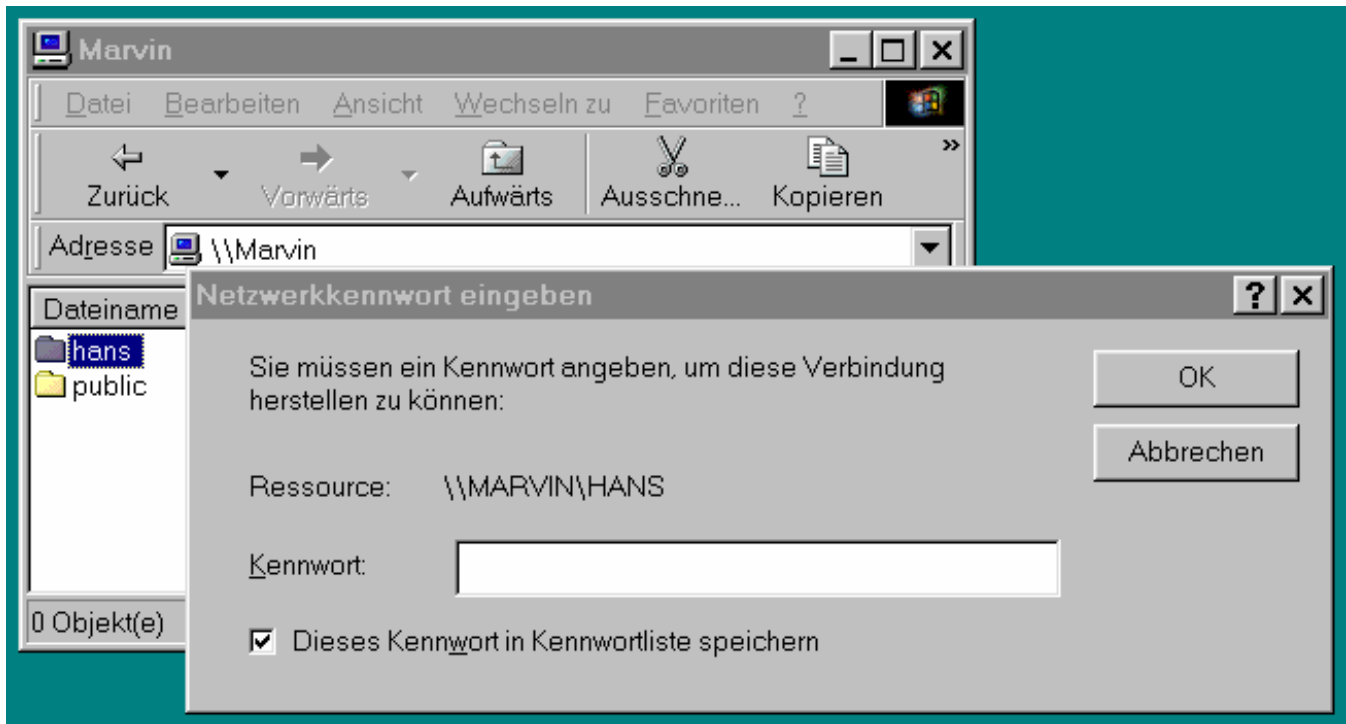 Marvin
Datei Bearbeiten Ansicht Wechseln zu Favoriten ?
Zurück Vorwärts Aufwärts Ausschne... Kopieren »
Adresse \\Marvin
Dateiname
hans
public
0 Objekt(e)
Netzwerkkennwort eingeben
Sie müssen ein Kennwort angeben, um diese Verbindung
herstellen zu können:
OK
Abbrechen
Ressource: \\MARVIN\HANS
Kennwort:
Dieses Kennwort in Kennwortliste speichern